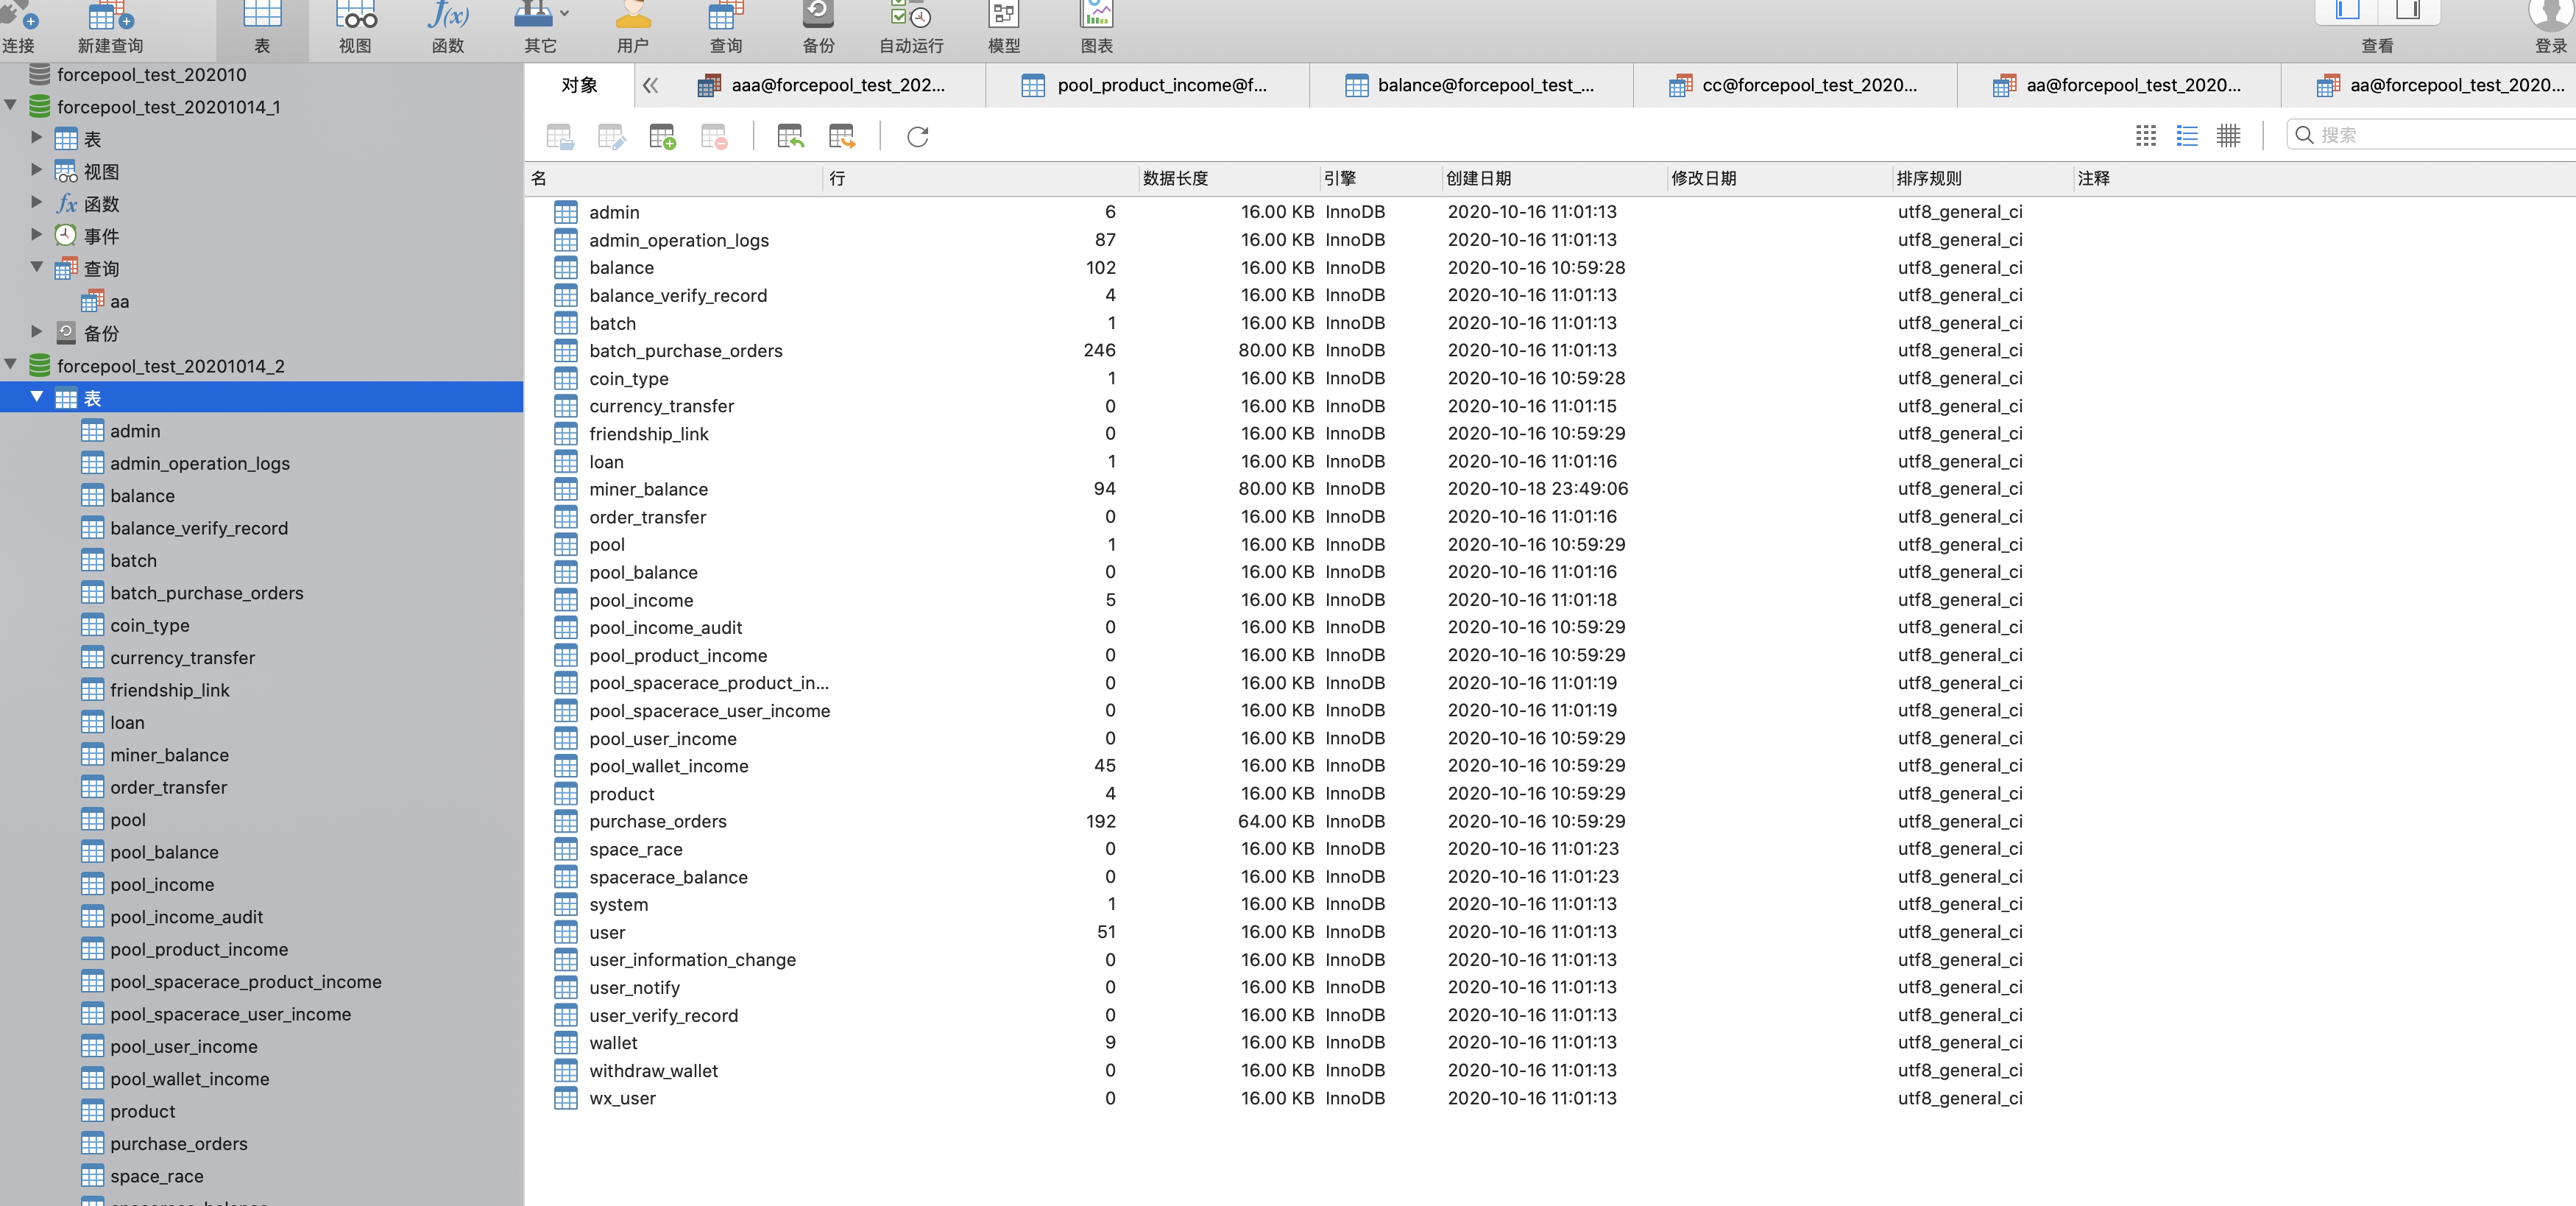 连接 新建查询 表 视图 函数 其它 用户 查询 备份 自动运行 模型 图表 查看 登录
forcepool_test_202010
forcepool_test_20201014_1
表
视图
函数
事件
查询
aa
备份
forcepool_test_20201014_2
表
admin
admin_operation_logs
balance
balance_verify_record
batch
batch_purchase_orders
coin_type
currency_transfer
friendship_link
loan
miner_balance
order_transfer
pool
pool_balance
pool_income
pool_income_audit
pool_product_income
pool_spacerace_product_income
pool_spacerace_user_income
pool_user_income
pool_wallet_income
product
purchase_orders
space_race
对象 aaa@forcepool_test_202... pool_product_income@f... balance@forcepool_test_... cc@forcepool_test_2020... aa@forcepool_test_2020... aa@forcepool_test_2020...
搜索
名 行 数据长度 引擎 创建日期 修改日期 排序规则 注释
admin 6 16.00 KB InnoDB 2020-10-16 11:01:13 utf8_general_ci
admin_operation_logs 87 16.00 KB InnoDB 2020-10-16 11:01:13 utf8_general_ci
balance 102 16.00 KB InnoDB 2020-10-16 10:59:28 utf8_general_ci
balance_verify_record 4 16.00 KB InnoDB 2020-10-16 11:01:13 utf8_general_ci
batch 1 16.00 KB InnoDB 2020-10-16 11:01:13 utf8_general_ci
batch_purchase_orders 246 80.00 KB InnoDB 2020-10-16 11:01:13 utf8_general_ci
coin_type 1 16.00 KB InnoDB 2020-10-16 10:59:28 utf8_general_ci
currency_transfer 0 16.00 KB InnoDB 2020-10-16 11:01:15 utf8_general_ci
friendship_link 0 16.00 KB InnoDB 2020-10-16 10:59:29 utf8_general_ci
loan 1 16.00 KB InnoDB 2020-10-16 11:01:16 utf8_general_ci
miner_balance 94 80.00 KB InnoDB 2020-10-18 23:49:06 utf8_general_ci
order_transfer 0 16.00 KB InnoDB 2020-10-16 11:01:16 utf8_general_ci
pool 1 16.00 KB InnoDB 2020-10-16 10:59:29 utf8_general_ci
pool_balance 0 16.00 KB InnoDB 2020-10-16 11:01:16 utf8_general_ci
pool_income 5 16.00 KB InnoDB 2020-10-16 11:01:18 utf8_general_ci
pool_income_audit 0 16.00 KB InnoDB 2020-10-16 10:59:29 utf8_general_ci
pool_product_income 0 16.00 KB InnoDB 2020-10-16 10:59:29 utf8_general_ci
pool_spacerace_product_in... 0 16.00 KB InnoDB 2020-10-16 11:01:19 utf8_general_ci
pool_spacerace_user_income 0 16.00 KB InnoDB 2020-10-16 11:01:19 utf8_general_ci
pool_user_income 0 16.00 KB InnoDB 2020-10-16 10:59:29 utf8_general_ci
pool_wallet_income 45 16.00 KB InnoDB 2020-10-16 10:59:29 utf8_general_ci
product 4 16.00 KB InnoDB 2020-10-16 10:59:29 utf8_general_ci
purchase_orders 192 64.00 KB InnoDB 2020-10-16 10:59:29 utf8_general_ci
space_race 0 16.00 KB InnoDB 2020-10-16 11:01:23 utf8_general_ci
spacerace_balance 0 16.00 KB InnoDB 2020-10-16 11:01:23 utf8_general_ci
system 1 16.00 KB InnoDB 2020-10-16 11:01:13 utf8_general_ci
user 51 16.00 KB InnoDB 2020-10-16 11:01:13 utf8_general_ci
user_information_change 0 16.00 KB InnoDB 2020-10-16 11:01:13 utf8_general_ci
user_notify 0 16.00 KB InnoDB 2020-10-16 11:01:13 utf8_general_ci
user_verify_record 0 16.00 KB InnoDB 2020-10-16 11:01:13 utf8_general_ci
wallet 9 16.00 KB InnoDB 2020-10-16 11:01:13 utf8_general_ci
withdraw_wallet 0 16.00 KB InnoDB 2020-10-16 11:01:13 utf8_general_ci
wx_user 0 16.00 KB InnoDB 2020-10-16 11:01:13 utf8_general_ci